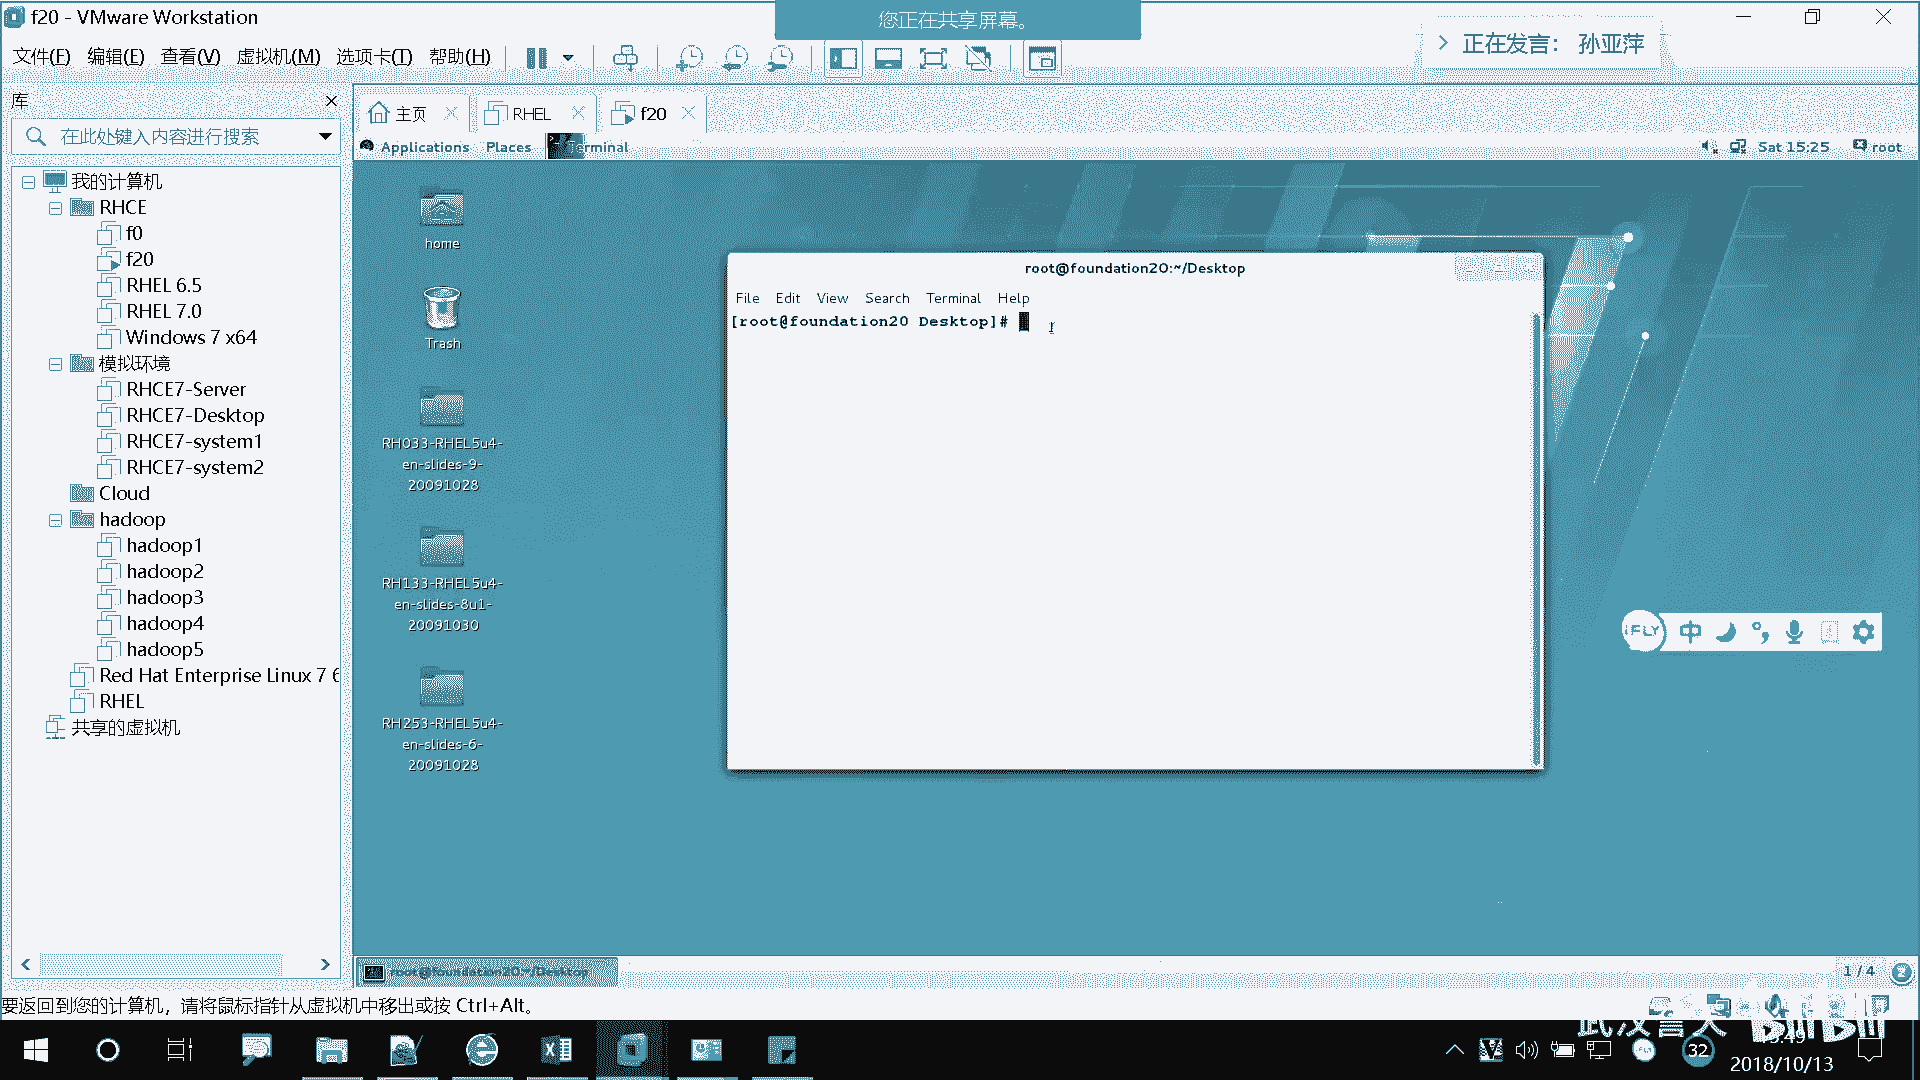 f20 - VMware Workstation
您正在共享屏幕。
文件(F) 编辑(E) 查看(V) 虚拟机(M) 选项卡(T) 帮助(H)
正在发言: 孙亚萍
库
主页 RHEL f20
在此处键入内容进行搜索
Applications Places Terminal
Sat 15:25 root
我的计算机
RHCE
f0
f20
RHEL 6.5
RHEL 7.0
Windows 7 x64
模拟环境
RHCE7-Server
RHCE7-Desktop
RHCE7-system1
RHCE7-system2
Cloud
hadoop
hadoop1
hadoop2
hadoop3
hadoop4
hadoop5
Red Hat Enterprise Linux 7 6
RHEL
共享的虚拟机
home
Trash
RH033-RHEL5u4-
en-slides-9-
20091028
RH133-RHEL5u4-
en-slides-8u1-
20091030
RH253-RHEL5u4-
en-slides-6-
20091028
root@foundation20:~/Desktop
File Edit View Search Terminal Help
[root@foundation20 Desktop]#
iFLY 中
root@foundation20:~/Desktop
1 / 4
要返回到您的计算机，请将鼠标指针从虚拟机中移出或按 Ctrl+Alt。
bilibili
32
2018/10/13